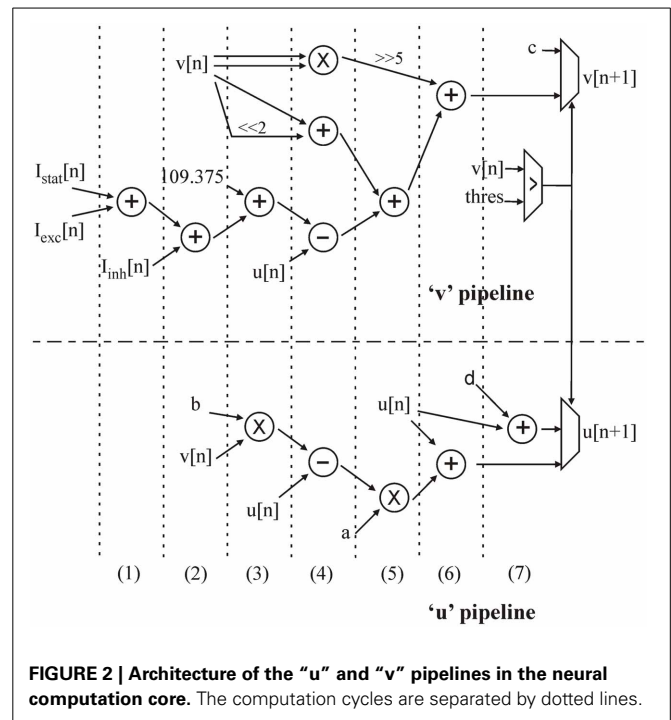 c
>>5
v[n]
v[n+1]
<<2
v[n]
>
thres
109.375
I_stat[n]
I_exc[n]
I_inh[n]
u[n]
X
+
+
+
+
+
−
+
'v' pipeline
b
v[n]
u[n]
a
u[n]
d
u[n+1]
X
−
X
+
+
(1) (2) (3) (4) (5) (6) (7)
'u' pipeline
FIGURE 2 | Architecture of the "u" and "v" pipelines in the neural
computation core. The computation cycles are separated by dotted lines.